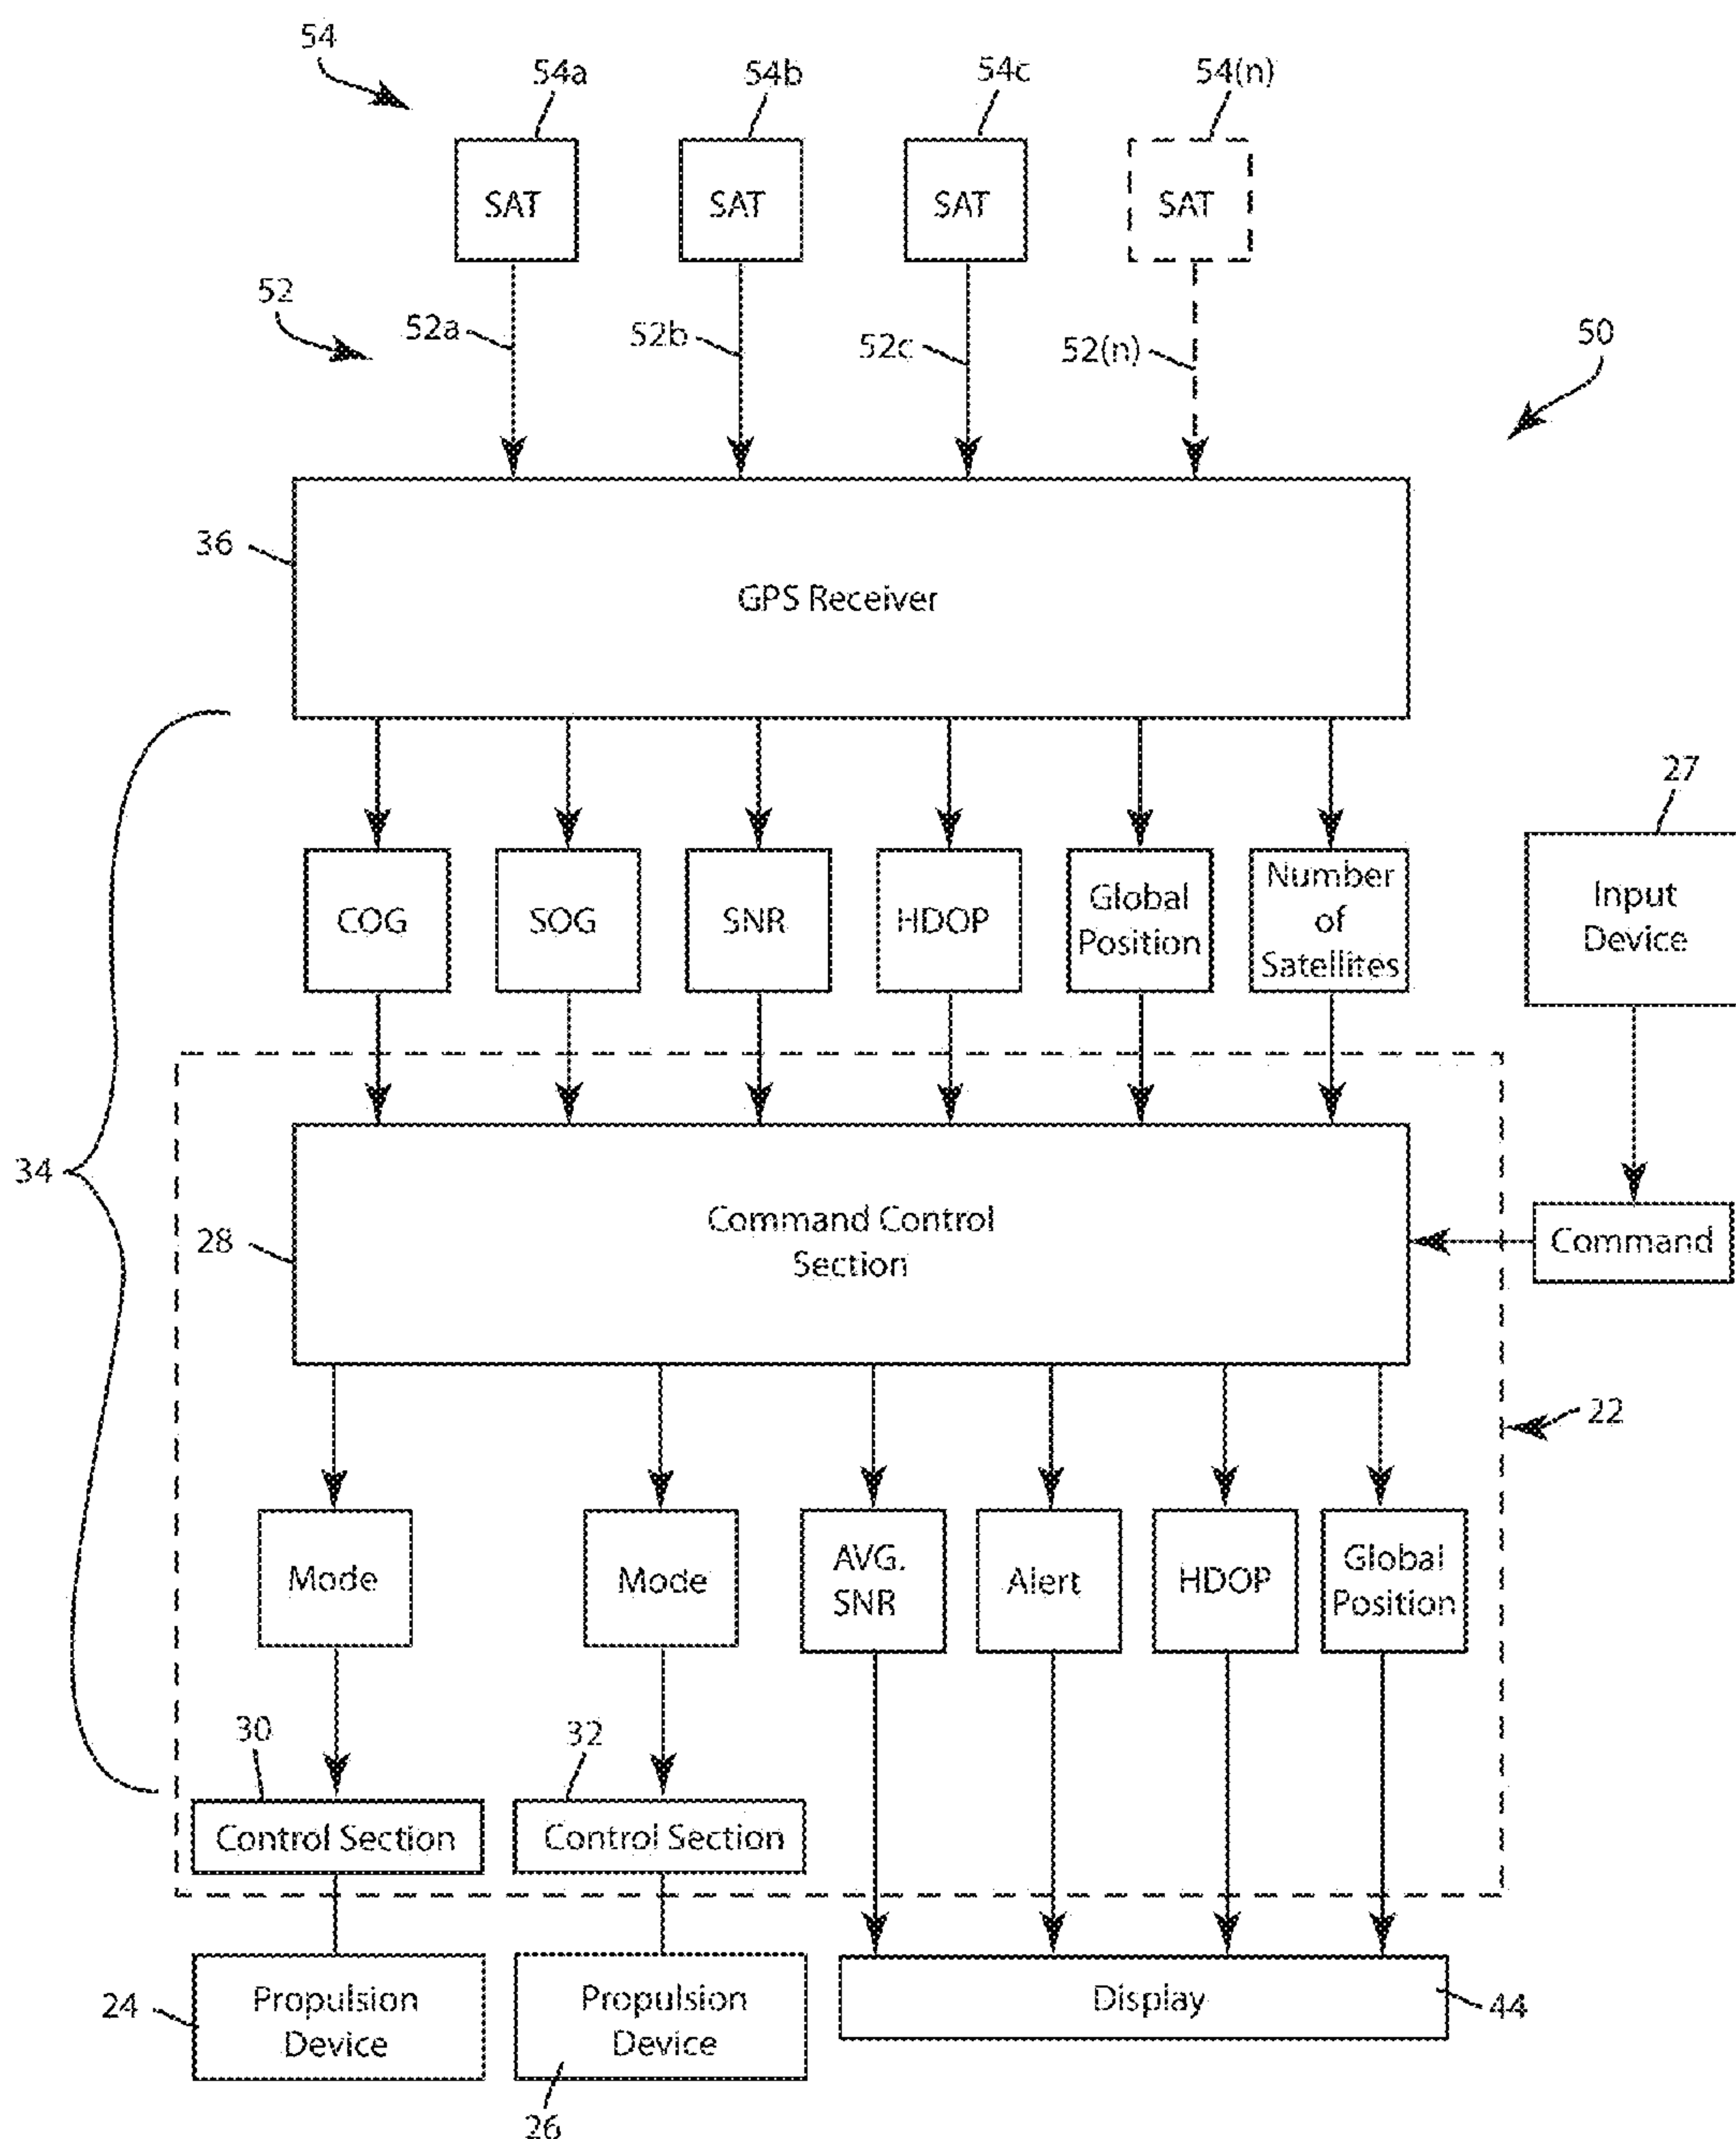 54
54a
54b
54c
54(n)
SAT
SAT
SAT
SAT
52
52a
52b
52c
52(n)
50
36
GPS Receiver
27
COG
SOG
SNR
HDOP
Global
Position
Number
of
Satellites
Input
Device
34
28
Command Control
Section
Command
22
Mode
Mode
AVG.
SNR
Alert
HDOP
Global
Position
30
32
Control Section
Control Section
24
Propulsion
Device
Propulsion
Device
Display
44
26